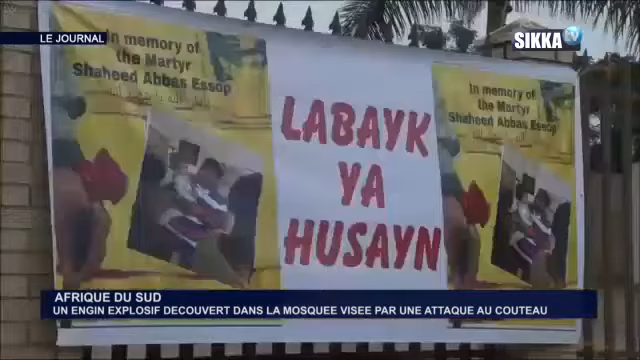 LE JOURNAL
SIKKA TV
In memory of
the Martyr
Shaheed Abbas Essop
LABAYK
YA
HUSAYN
In memory of
the Martyr
Shaheed Abbas Essop
AFRIQUE DU SUD
UN ENGIN EXPLOSIF DECOUVERT DANS LA MOSQUEE VISEE PAR UNE ATTAQUE AU COUTEAU